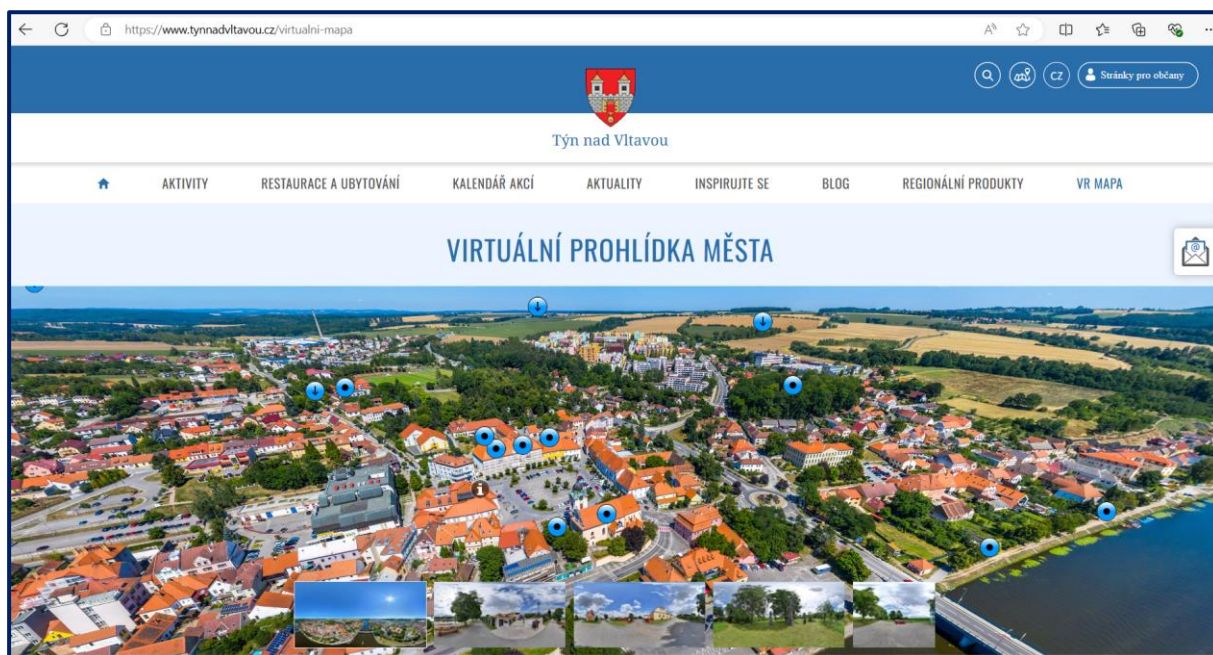 https://www.tynnadvltavou.cz/virtualni-mapa
CZ
Stránky pro občany
Týn nad Vltavou
AKTIVITY RESTAURACE A UBYTOVÁNÍ KALENDÁŘ AKCÍ AKTUALITY INSPIRUJTE SE BLOG REGIONÁLNÍ PRODUKTY VR MAPA
VIRTUÁLNÍ PROHLÍDKA MĚSTA